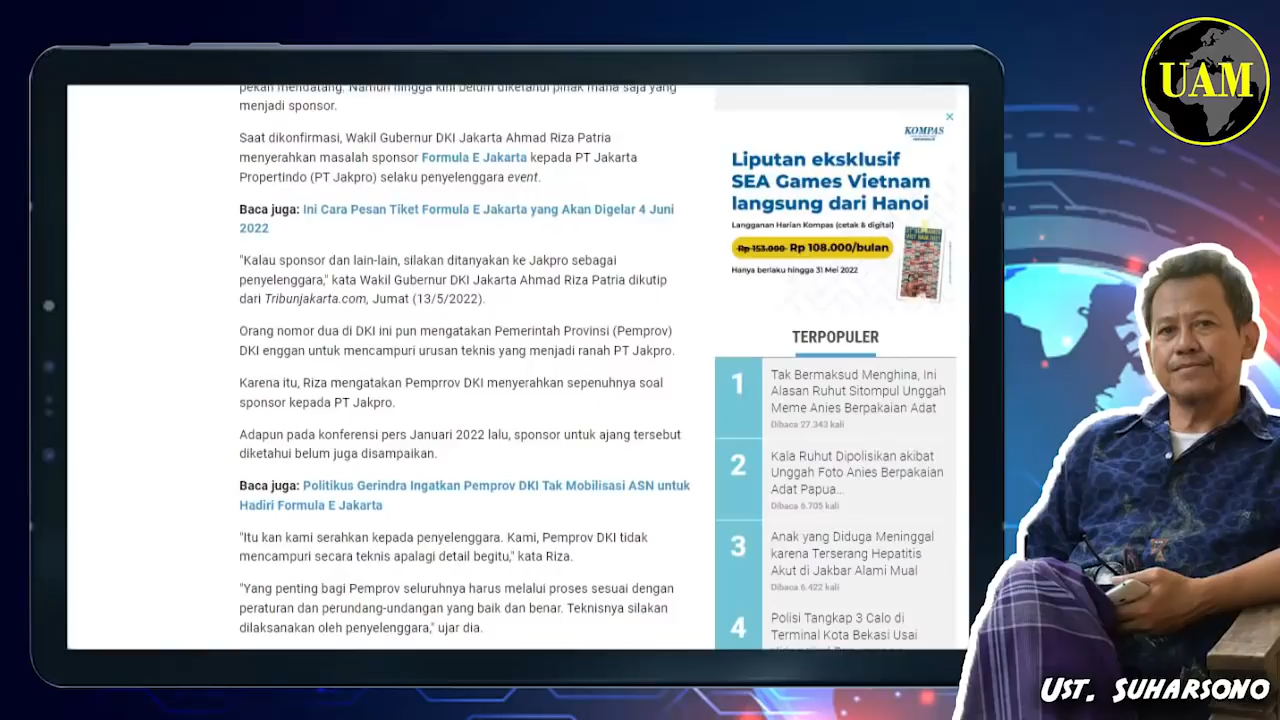 pekan mendatang. Namun hingga kini belum diketahui pihak mana saja yang
menjadi sponsor.
Saat dikonfirmasi, Wakil Gubernur DKI Jakarta Ahmad Riza Patria
menyerahkan masalah sponsor Formula E Jakarta kepada PT Jakarta
Propertindo (PT Jakpro) selaku penyelenggara event.
Baca juga: Ini Cara Pesan Tiket Formula E Jakarta yang Akan Digelar 4 Juni
2022
"Kalau sponsor dan lain-lain, silakan ditanyakan ke Jakpro sebagai
penyelenggara," kata Wakil Gubernur DKI Jakarta Ahmad Riza Patria dikutip
dari Tribunjakarta.com, Jumat (13/5/2022).
Orang nomor dua di DKI ini pun mengatakan Pemerintah Provinsi (Pemprov)
DKI enggan untuk mencampuri urusan teknis yang menjadi ranah PT Jakpro.
Karena itu, Riza mengatakan Pemprrov DKI menyerahkan sepenuhnya soal
sponsor kepada PT Jakpro.
Adapun pada konferensi pers Januari 2022 lalu, sponsor untuk ajang tersebut
diketahui belum juga disampaikan.
Baca juga: Politikus Gerindra Ingatkan Pemprov DKI Tak Mobilisasi ASN untuk
Hadiri Formula E Jakarta
"Itu kan kami serahkan kepada penyelenggara. Kami, Pemprov DKI tidak
mencampuri secara teknis apalagi detail begitu," kata Riza.
"Yang penting bagi Pemprov seluruhnya harus melalui proses sesuai dengan
peraturan dan perundang-undangan yang baik dan benar. Teknisnya silakan
dilaksanakan oleh penyelenggara," ujar dia.
KOMPAS
Liputan eksklusif
SEA Games Vietnam
langsung dari Hanoi
Langganan Harian Kompas (cetak & digital)
Rp 153.000 Rp 108.000/bulan
Hanya berlaku hingga 31 Mei 2022
TERPOPULER
1
Tak Bermaksud Menghina, Ini
Alasan Ruhut Sitompul Unggah
Meme Anies Berpakaian Adat
Dibaca 27.343 kali
2
Kala Ruhut Dipolisikan akibat
Unggah Foto Anies Berpakaian
Adat Papua...
Dibaca 6.705 kali
3
Anak yang Diduga Meninggal
karena Terserang Hepatitis
Akut di Jakbar Alami Mual
Dibaca 6.422 kali
4
Polisi Tangkap 3 Calo di
Terminal Kota Bekasi Usai
UAM
Ust. Suharsono